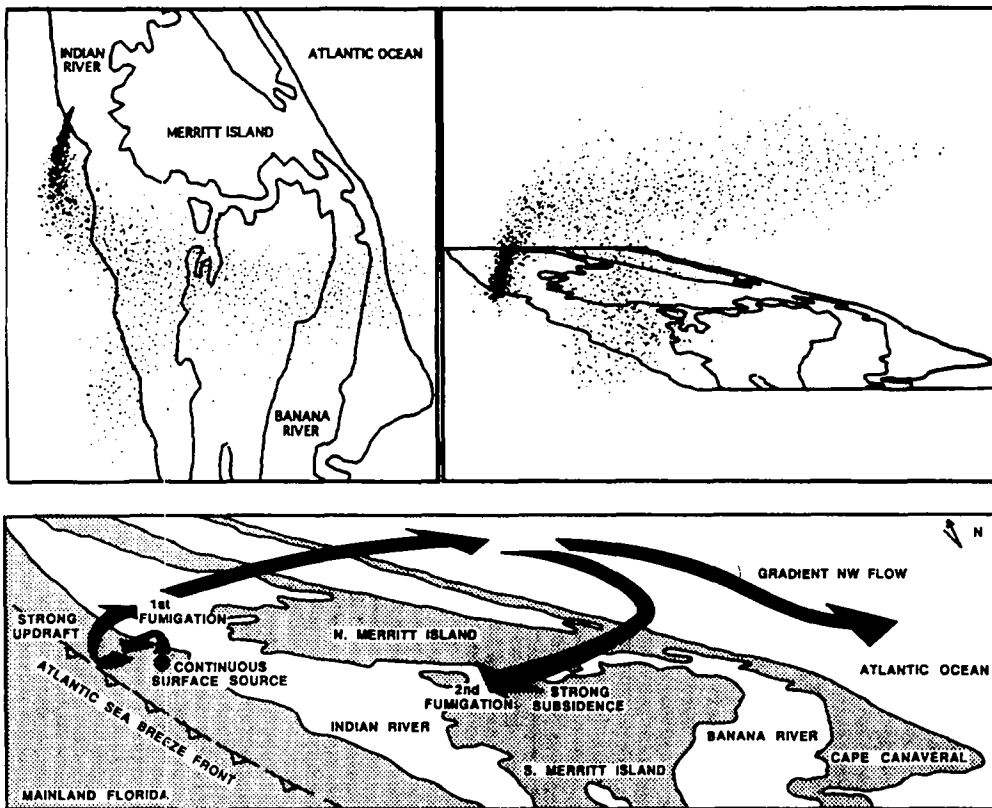 INDIAN
RIVER
ATLANTIC OCEAN
MERRITT ISLAND
BANANA
RIVER
N
GRADIENT NW FLOW
1st
FUMIGATION
STRONG
UPDRAFT
N. MERRITT ISLAND
CONTINUOUS
SURFACE SOURCE
ATLANTIC OCEAN
ATLANTIC SEA BREEZE FRONT
2nd
FUMIGATION
STRONG
SUBSIDENCE
INDIAN RIVER
BANANA RIVER
CAPE CANAVERAL
S. MERRITT ISLAND
MAINLAND FLORIDA